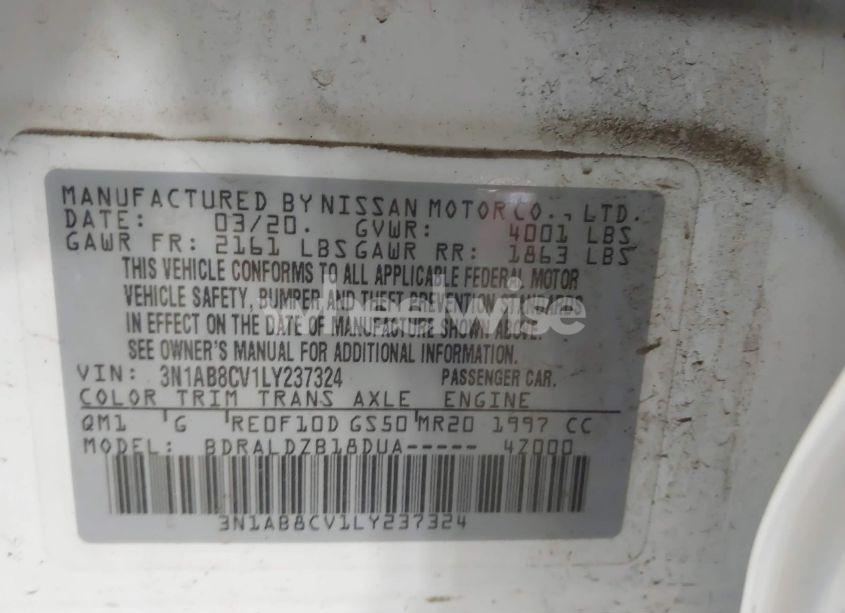 MANUFACTURED BY NISSAN MOTOR CO., LTD.
DATE: 03/20. GVWR: 4001 LBS
GAWR FR: 2161 LBS GAWR RR: 1863 LBS
THIS VEHICLE CONFORMS TO ALL APPLICABLE FEDERAL MOTOR
VEHICLE SAFETY, BUMPER, AND THEFT PREVENTION STANDARDS
IN EFFECT ON THE DATE OF MANUFACTURE SHOWN ABOVE.
SEE OWNER'S MANUAL FOR ADDITIONAL INFORMATION.
VIN: 3N1AB8CV1LY237324 PASSENGER CAR.
COLOR TRIM TRANS AXLE ENGINE
QM1 G RE0F10D GS50 MR20 1997 CC
MODEL: BDRALDZB18DUA----- 4Z000
3N1AB8CV1LY237324